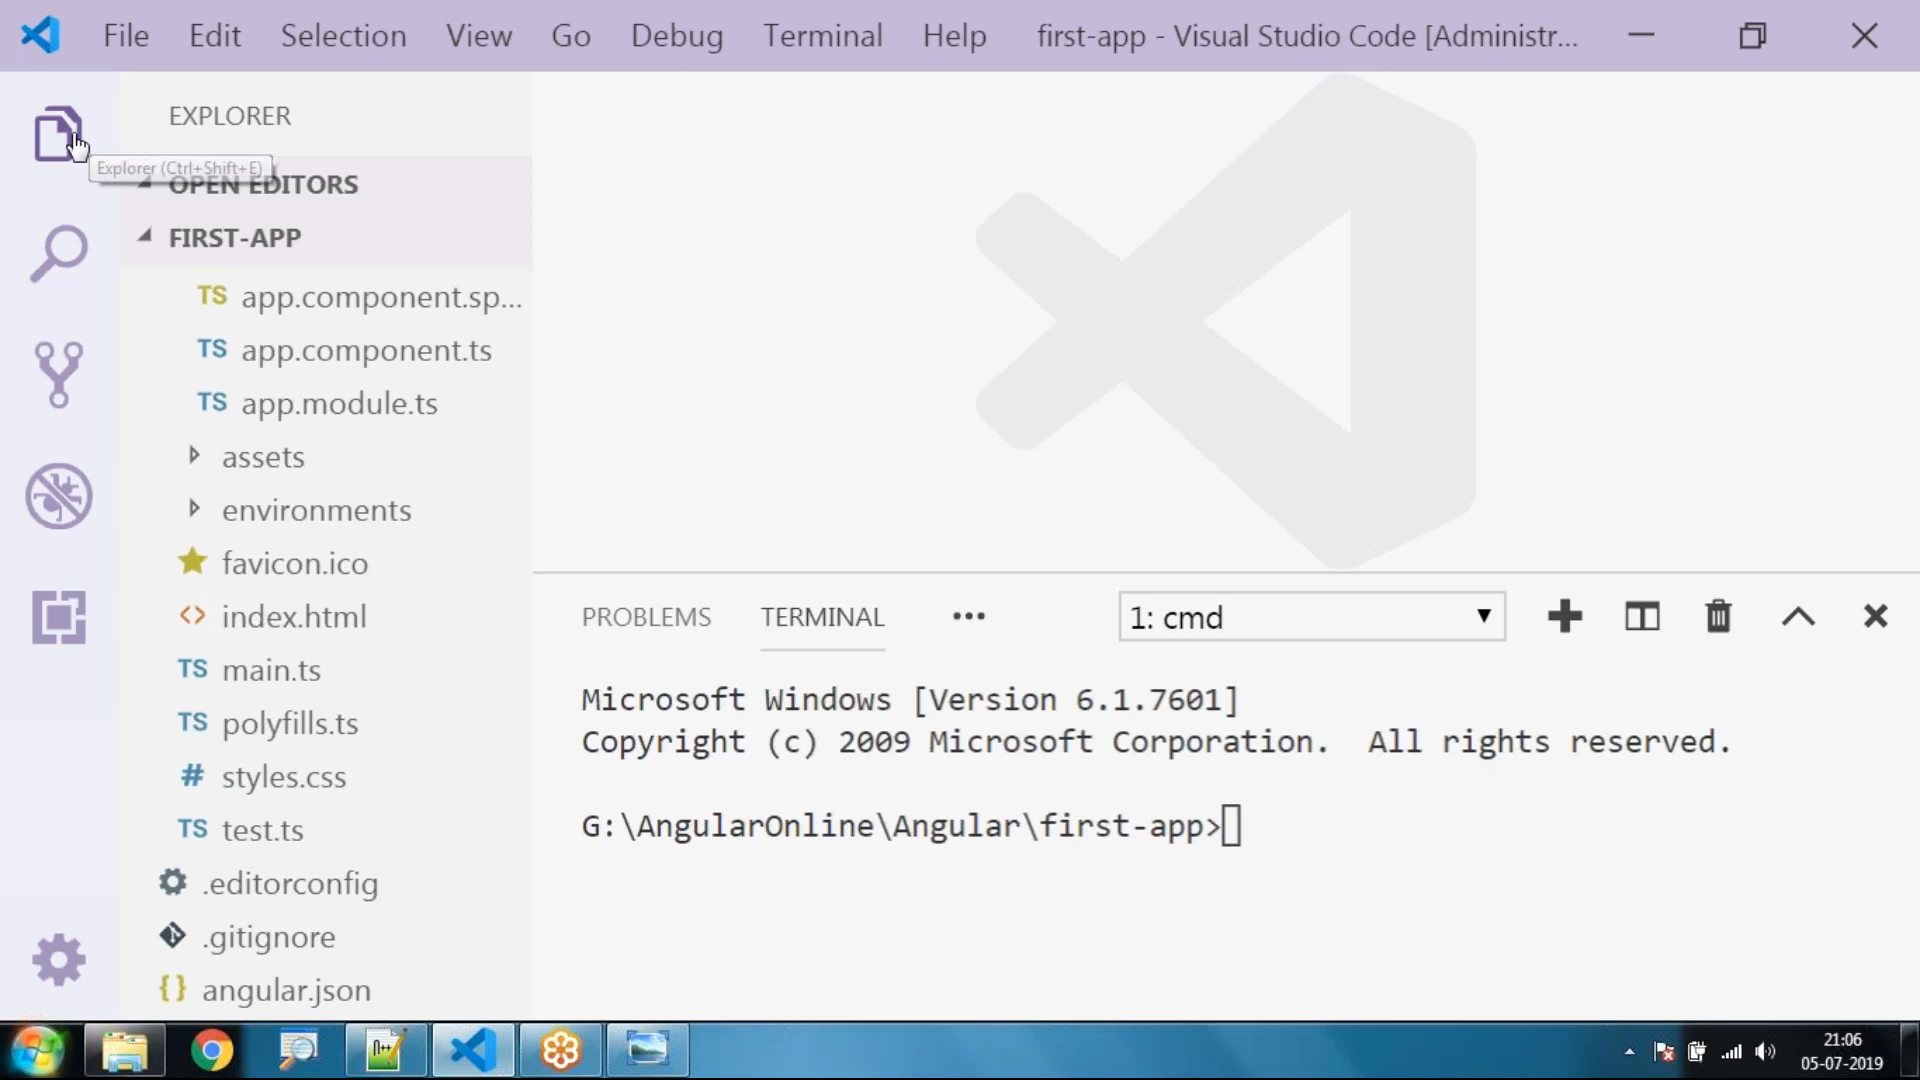 File Edit Selection View Go Debug Terminal Help first-app - Visual Studio Code [Administr...
EXPLORER
Explorer (Ctrl+Shift+E)
OPEN EDITORS
FIRST-APP
TS app.component.sp...
TS app.component.ts
TS app.module.ts
assets
environments
favicon.ico
<> index.html
TS main.ts
TS polyfills.ts
# styles.css
TS test.ts
.editorconfig
.gitignore
{} angular.json
PROBLEMS TERMINAL ••• 1: cmd
Microsoft Windows [Version 6.1.7601]
Copyright (c) 2009 Microsoft Corporation. All rights reserved.
G:\AngularOnline\Angular\first-app>
21:06
05-07-2019